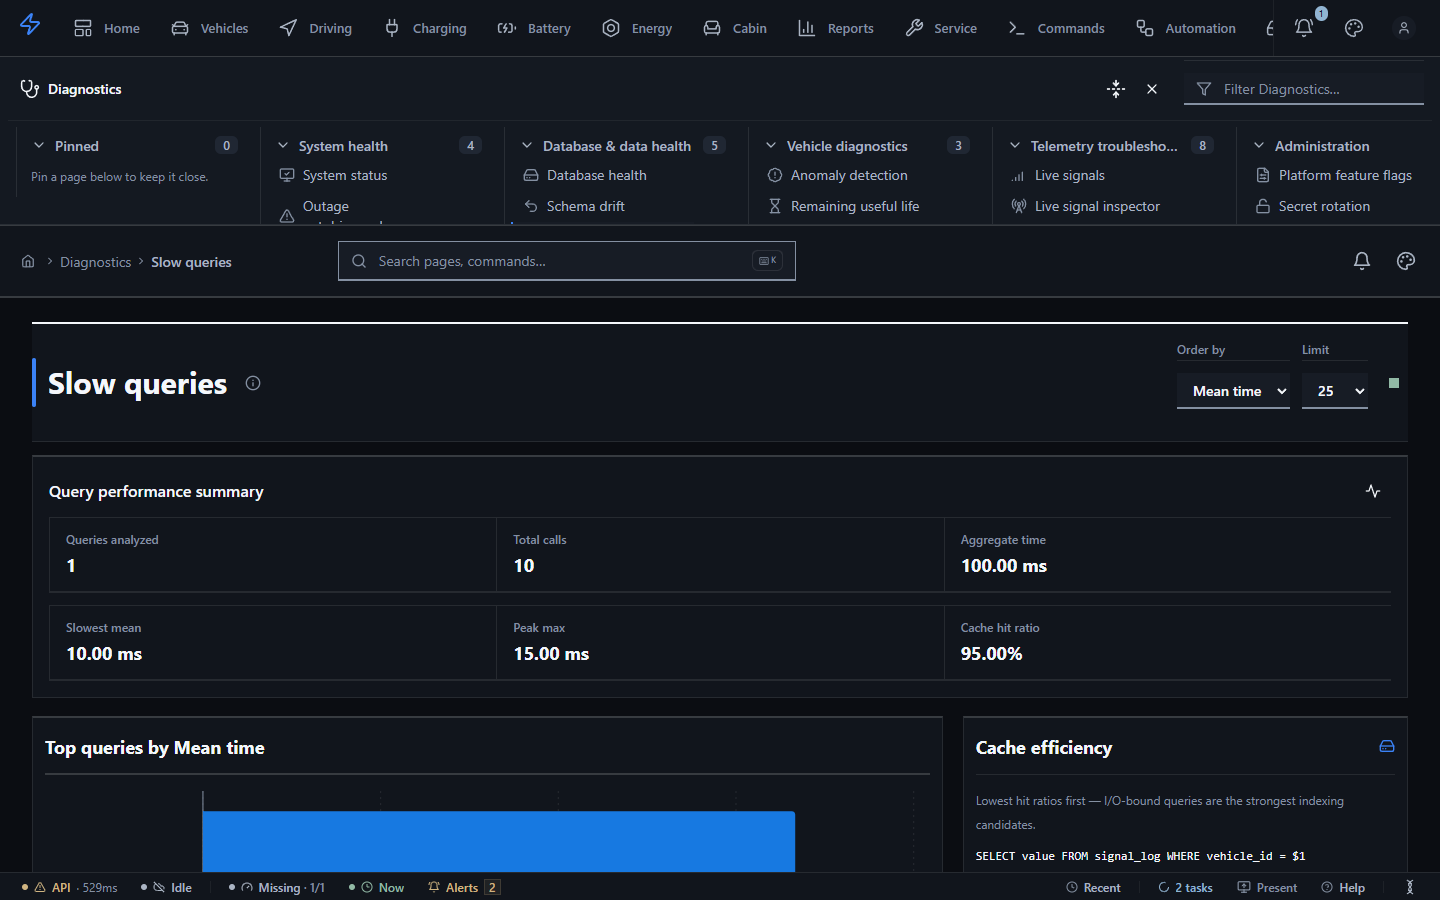 Home Vehicles Driving Charging Battery Energy Cabin Reports Service Commands Automation 1
Diagnostics Filter Diagnostics...
Pinned 0 System health 4 Database & data health 5 Vehicle diagnostics 3 Telemetry troublesho... 8 Administration
Pin a page below to keep it close. System status Database health Anomaly detection Live signals Platform feature flags
Outage Schema drift Remaining useful life Live signal inspector Secret rotation
Diagnostics Slow queries Search pages, commands... K
Order by Limit
Slow queries Mean time 25
Query performance summary
Queries analyzed Total calls Aggregate time
1 10 100.00 ms
Slowest mean Peak max Cache hit ratio
10.00 ms 15.00 ms 95.00%
Top queries by Mean time Cache efficiency
Lowest hit ratios first — I/O-bound queries are the strongest indexing
candidates.
SELECT value FROM signal_log WHERE vehicle_id = $1
API · 529ms Idle Missing · 1/1 Now Alerts 2 Recent 2 tasks Present Help